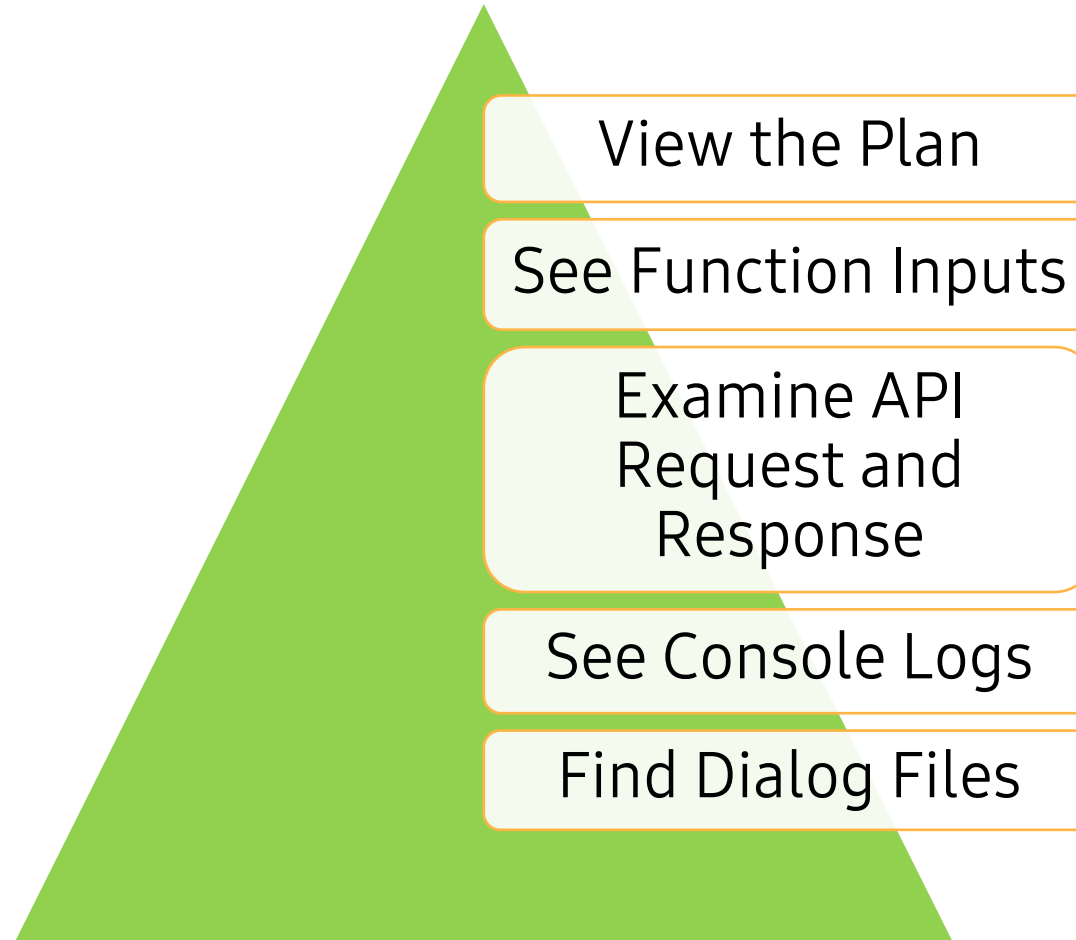 View the Plan
See Function Inputs
Examine API
Request and
Response
See Console Logs
Find Dialog Files